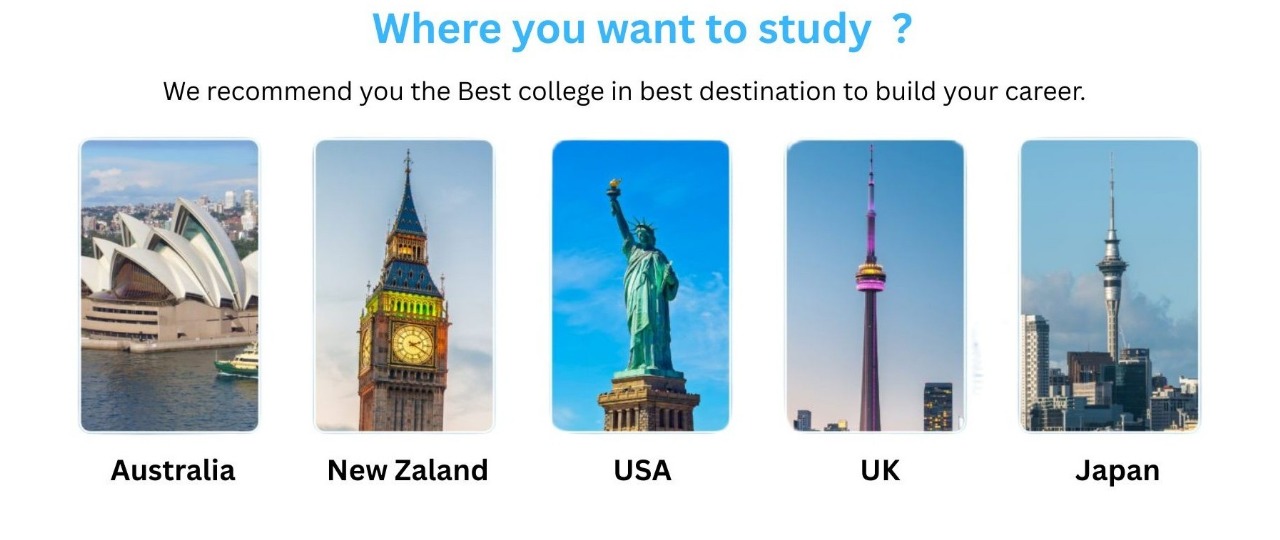 Where you want to study ?
We recommend you the Best college in best destination to build your career.
Australia
New Zaland
USA
UK
Japan